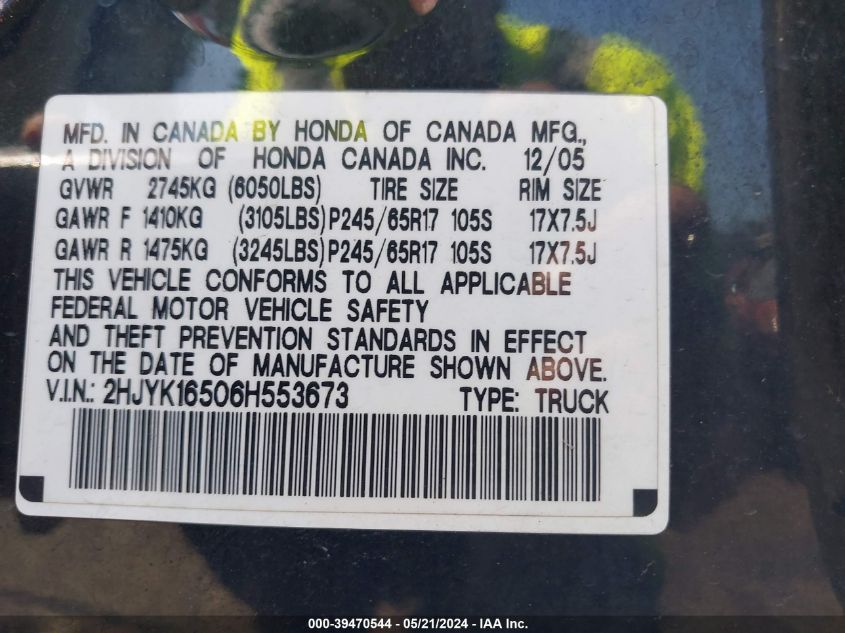 MFD. IN CANADA BY HONDA OF CANADA MFG.,
A DIVISION OF HONDA CANADA INC. 12/05
GVWR 2745KG (6050LBS) TIRE SIZE RIM SIZE
GAWR F 1410KG (3105LBS) P245/65R17 105S 17X7.5J
GAWR R 1475KG (3245LBS) P245/65R17 105S 17X7.5J
THIS VEHICLE CONFORMS TO ALL APPLICABLE
FEDERAL MOTOR VEHICLE SAFETY
AND THEFT PREVENTION STANDARDS IN EFFECT
ON THE DATE OF MANUFACTURE SHOWN ABOVE.
V.I.N.: 2HJYK16506H553673 TYPE: TRUCK
000-39470544 - 05/21/2024 - IAA Inc.